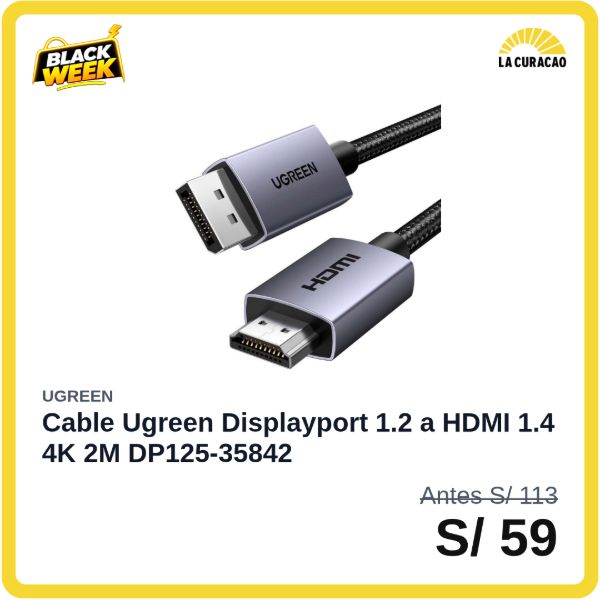 BLACK
WEEK
LA CURACAO
UGREEN
HDMI
UGREEN
Cable Ugreen Displayport 1.2 a HDMI 1.4
4K 2M DP125-35842
Antes S/ 113
S/ 59